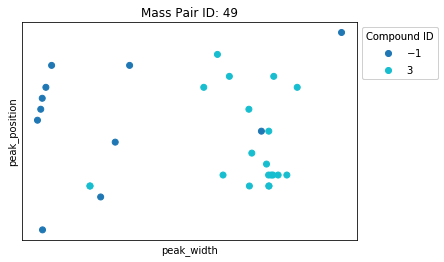 Mass Pair ID: 49
Compound ID
−1
3
peak_position
peak_width